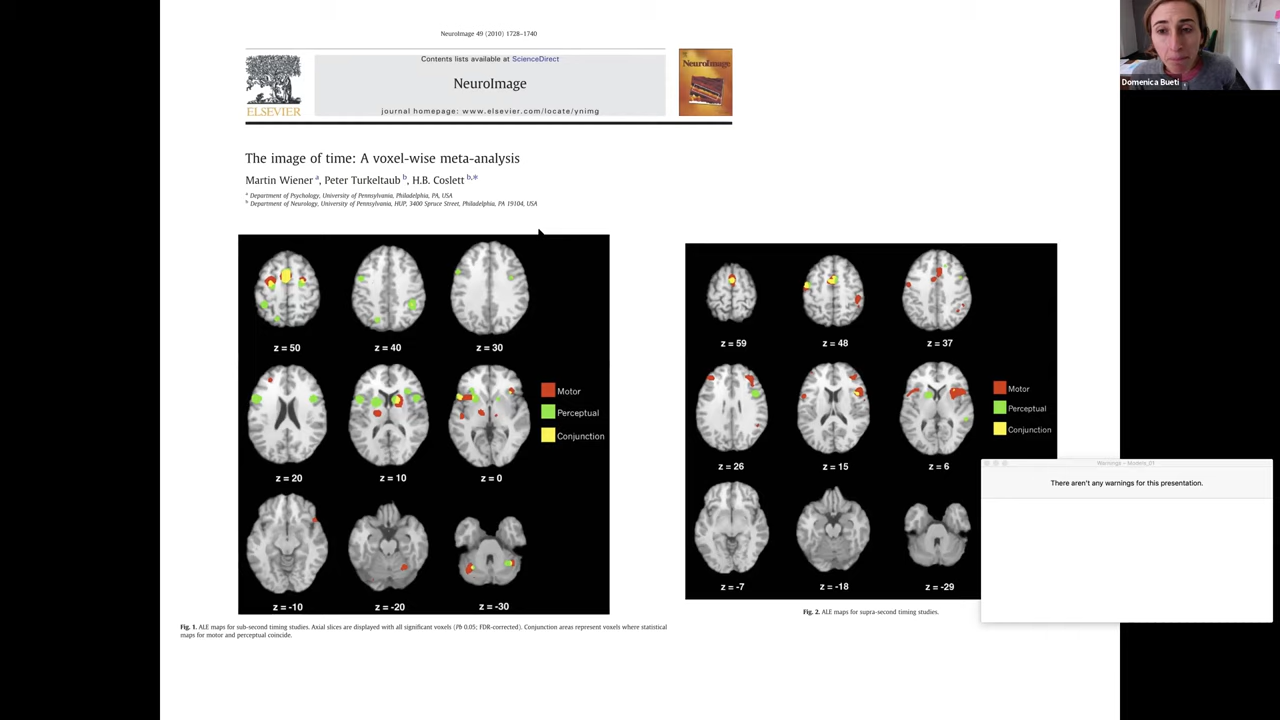 NeuroImage 49 (2010) 1728–1740
Contents lists available at ScienceDirect
NeuroImage
journal homepage: www.elsevier.com/locate/ynimg
ELSEVIER
NeuroImage
The image of time: A voxel-wise meta-analysis
Martin Wiener a, Peter Turkeltaub b, H.B. Coslett b,*
a Department of Psychology, University of Pennsylvania, Philadelphia, PA, USA
b Department of Neurology, University of Pennsylvania, HUP, 3400 Spruce Street, Philadelphia, PA 19104, USA
z = 50
z = 40
z = 30
z = 20
z = 10
z = 0
z = -10
z = -20
z = -30
Motor
Perceptual
Conjunction
Fig. 1. ALE maps for sub-second timing studies. Axial slices are displayed with all significant voxels (Pb 0.05; FDR-corrected). Conjunction areas represent voxels where statistical
maps for motor and perceptual coincide.
z = 59
z = 48
z = 37
z = 26
z = 15
z = 6
z = -7
z = -18
z = -29
Motor
Perceptual
Conjunction
Fig. 2. ALE maps for supra-second timing studies.
Domenica Bueti
Warnings –
There aren't any warnings for this presentation.